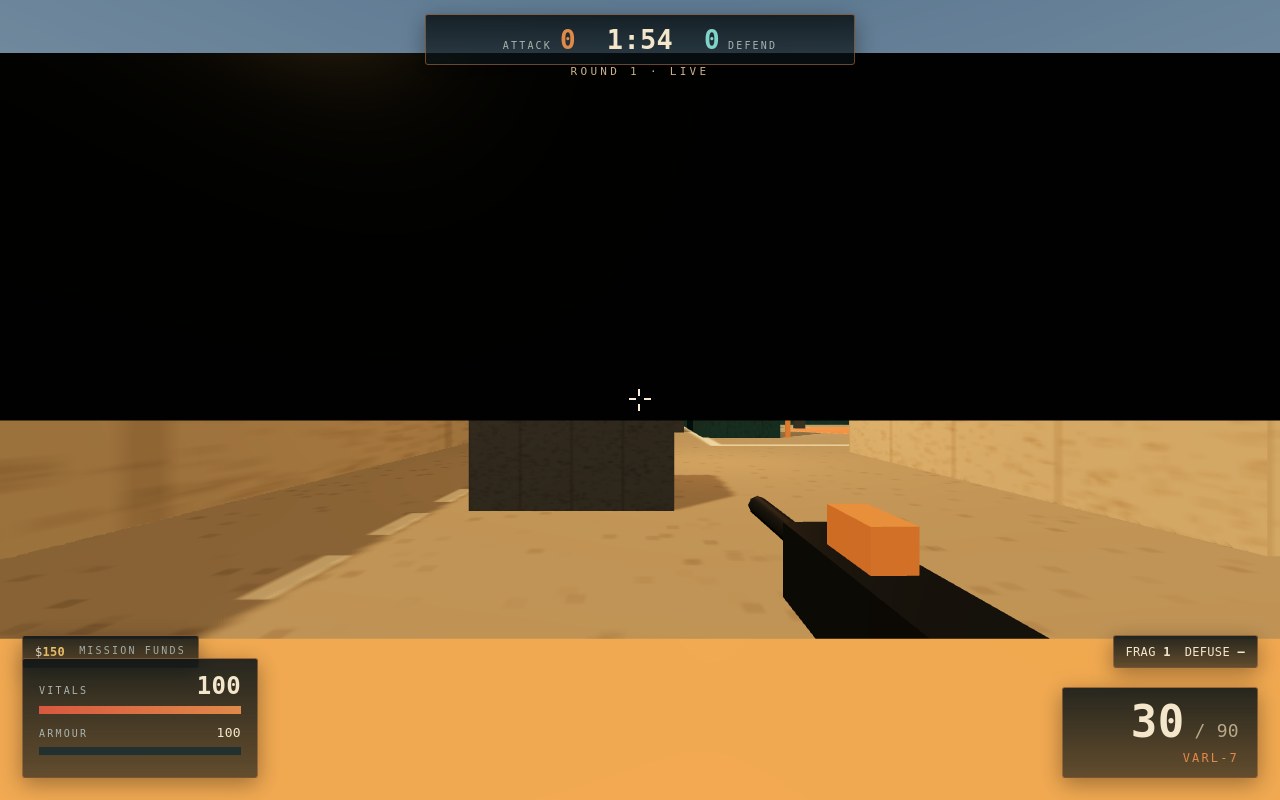 ATTACK 0 1:54 0 DEFEND
ROUND 1 · LIVE
$150 MISSION FUNDS
VITALS 100
ARMOUR 100
FRAG 1 DEFUSE —
30 / 90
VARL-7